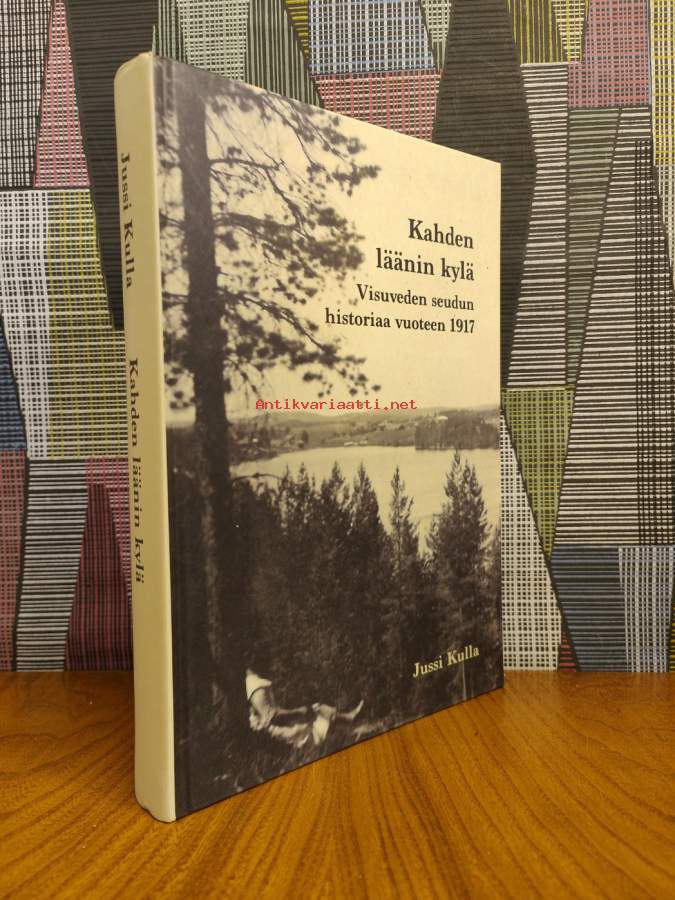 Jussi Kulla Kahden läänin kylä
Kahden
läänin kylä
Visuveden seudun
historiaa vuoteen 1917
Antikvariaatti.net
Jussi Kulla